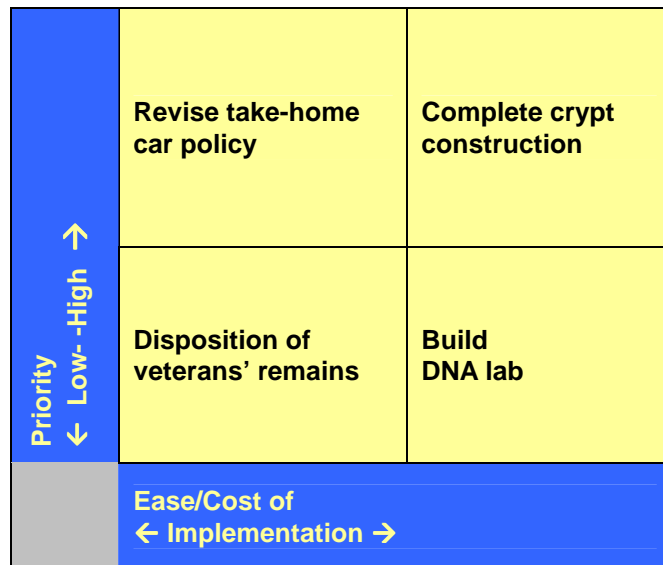 Revise take-home
car policy
Complete crypt
construction
Priority
← Low- -High →
Disposition of
veterans’ remains
Build
DNA lab
Ease/Cost of
← Implementation →